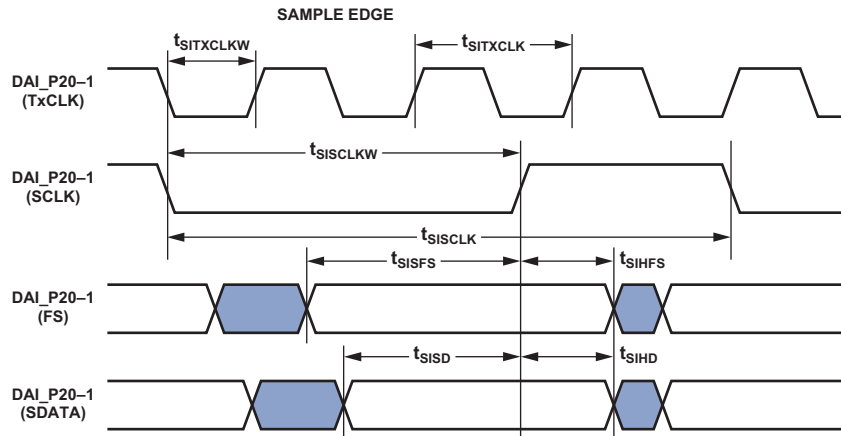 SAMPLE EDGE
tSITXCLKW
tSITXCLK
DAI_P20–1
(TxCLK)
tSISCLKW
DAI_P20–1
(SCLK)
tSISCLK
tSISFS
tSIHFS
DAI_P20–1
(FS)
tSISD
tSIHD
DAI_P20–1
(SDATA)